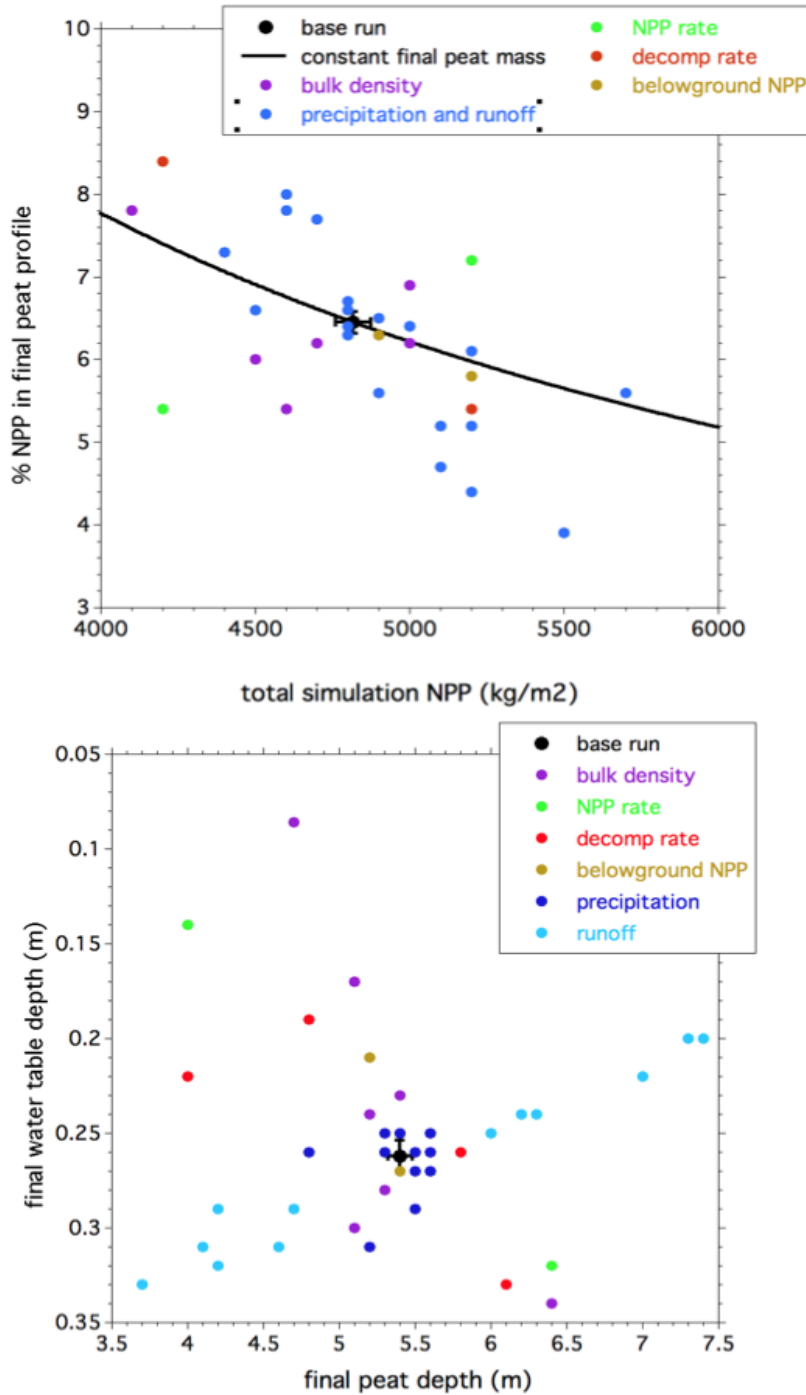 base run
NPP rate
constant final peat mass
decomp rate
bulk density
belowground NPP
precipitation and runoff
10
9
8
7
6
5
4
3
% NPP in final peat profile
4000 4500 5000 5500 6000
total simulation NPP (kg/m2)
base run
bulk density
NPP rate
decomp rate
belowground NPP
precipitation
runoff
0.05
0.1
0.15
0.2
0.25
0.3
0.35
final water table depth (m)
3.5 4 4.5 5 5.5 6 6.5 7 7.5
final peat depth (m)